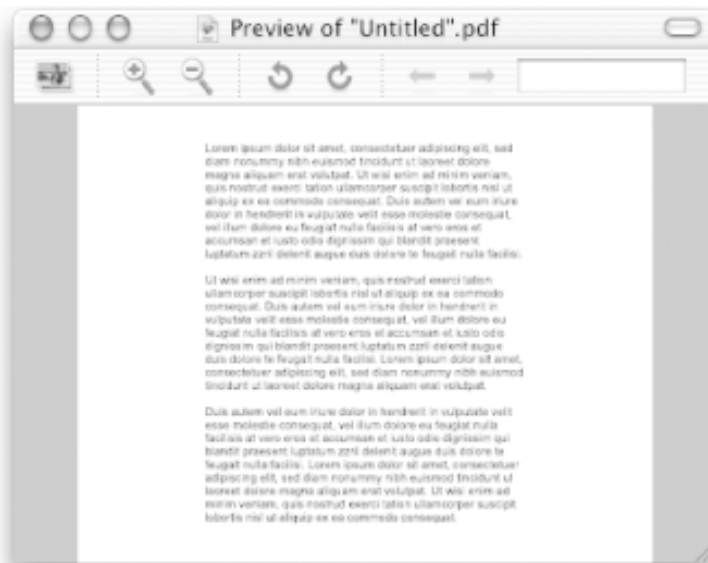 Preview of "Untitled".pdf
Lorem ipsum dolor sit amet, consectetuer adipiscing elit, sed
diam nonummy nibh euismod tincidunt ut laoreet dolore
magna aliquam erat volutpat. Ut wisi enim ad minim veniam,
quis nostrud exerci tation ullamcorper suscipit lobortis nisl ut
aliquip ex ea commodo consequat. Duis autem vel eum iriure
dolor in hendrerit in vulputate velit esse molestie consequat,
vel illum dolore eu feugiat nulla facilisis at vero eros et
accumsan et iusto odio dignissim qui blandit praesent
luptatum zzril delenit augue duis dolore te feugait nulla facilisi.
Ut wisi enim ad minim veniam, quis nostrud exerci tation
ullamcorper suscipit lobortis nisl ut aliquip ex ea commodo
consequat. Duis autem vel eum iriure dolor in hendrerit in
vulputate velit esse molestie consequat, vel illum dolore eu
feugiat nulla facilisis at vero eros et accumsan et iusto odio
dignissim qui blandit praesent luptatum zzril delenit augue
duis dolore te feugait nulla facilisi. Lorem ipsum dolor sit amet,
consectetuer adipiscing elit, sed diam nonummy nibh euismod
tincidunt ut laoreet dolore magna aliquam erat volutpat.
Duis autem vel eum iriure dolor in hendrerit in vulputate velit
esse molestie consequat, vel illum dolore eu feugiat nulla
facilisis at vero eros et accumsan et iusto odio dignissim qui
blandit praesent luptatum zzril delenit augue duis dolore te
feugait nulla facilisi. Lorem ipsum dolor sit amet, consectetuer
adipiscing elit, sed diam nonummy nibh euismod tincidunt ut
laoreet dolore magna aliquam erat volutpat. Ut wisi enim ad
minim veniam, quis nostrud exerci tation ullamcorper suscipit
lobortis nisl ut aliquip ex ea commodo consequat.